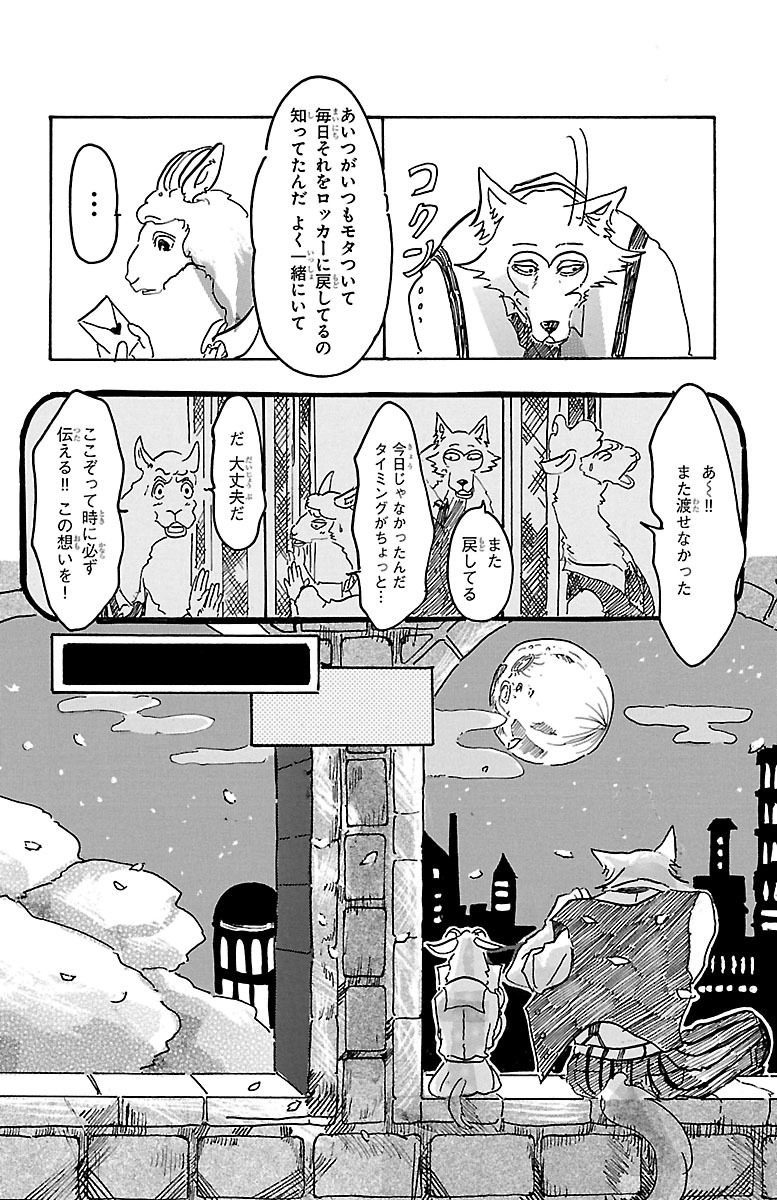 コクン……
あいつがいつもモタついて
毎日それをロッカーに戻してるの
知ってたんだ よく一緒にいて
…
あ～!!
また渡せなかった
また
戻してる
今日じゃなかったんだ
タイミングがちょっと…
だ 大丈夫だ
ここぞって時に必ず
伝える!! この想いを!